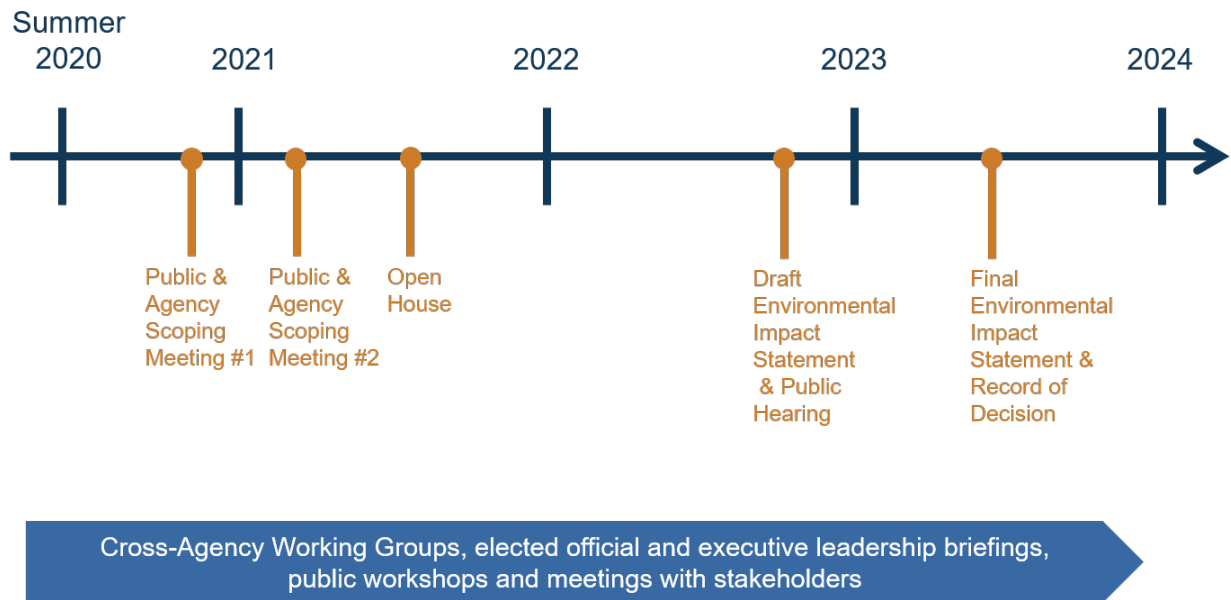 Summer
2020
2021
2022
2023
2024
Public &
Agency
Scoping
Meeting #1
Public &
Agency
Scoping
Meeting #2
Open
House
Draft
Environmental
Impact
Statement
& Public
Hearing
Final
Environmental
Impact
Statement &
Record of
Decision
Cross-Agency Working Groups, elected official and executive leadership briefings,
public workshops and meetings with stakeholders